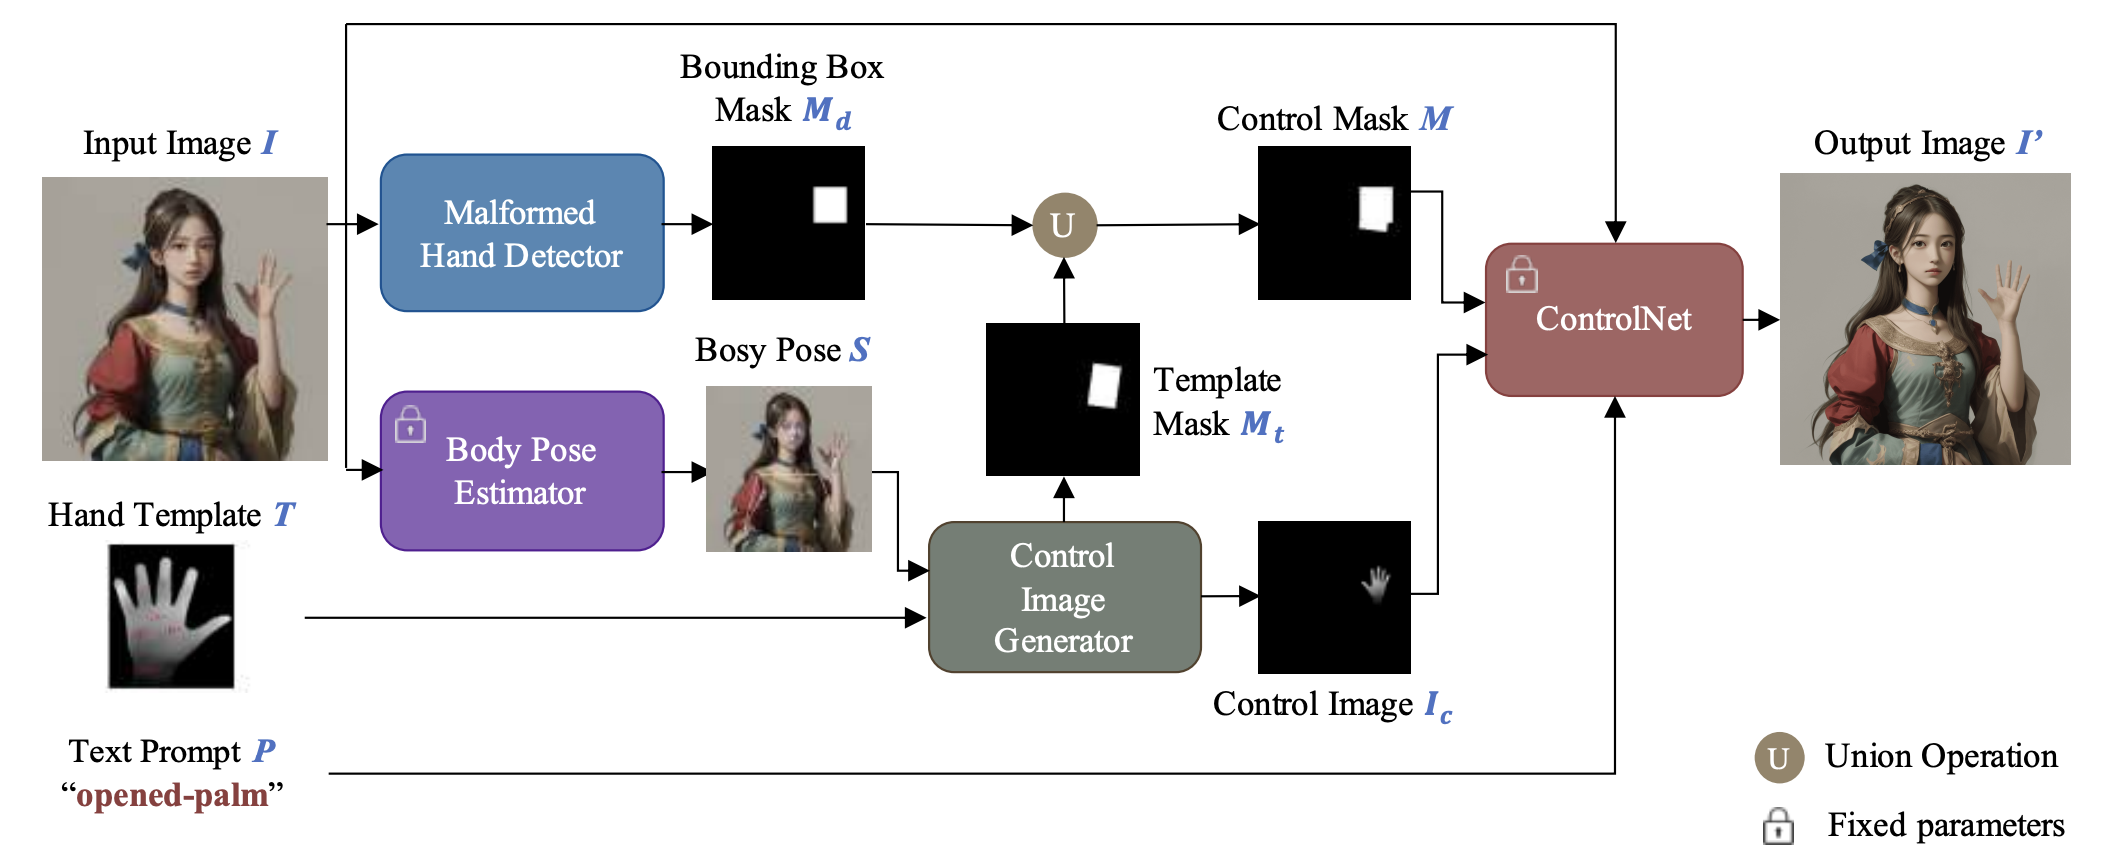 Input Image I
Hand Template T
Text Prompt P
“opened-palm”
Malformed
Hand Detector
Body Pose
Estimator
Bounding Box
Mask M_d
Bosy Pose S
U
Template
Mask M_t
Control
Image
Generator
Control Mask M
Control Image I_c
ControlNet
Output Image I’
U Union Operation
Fixed parameters